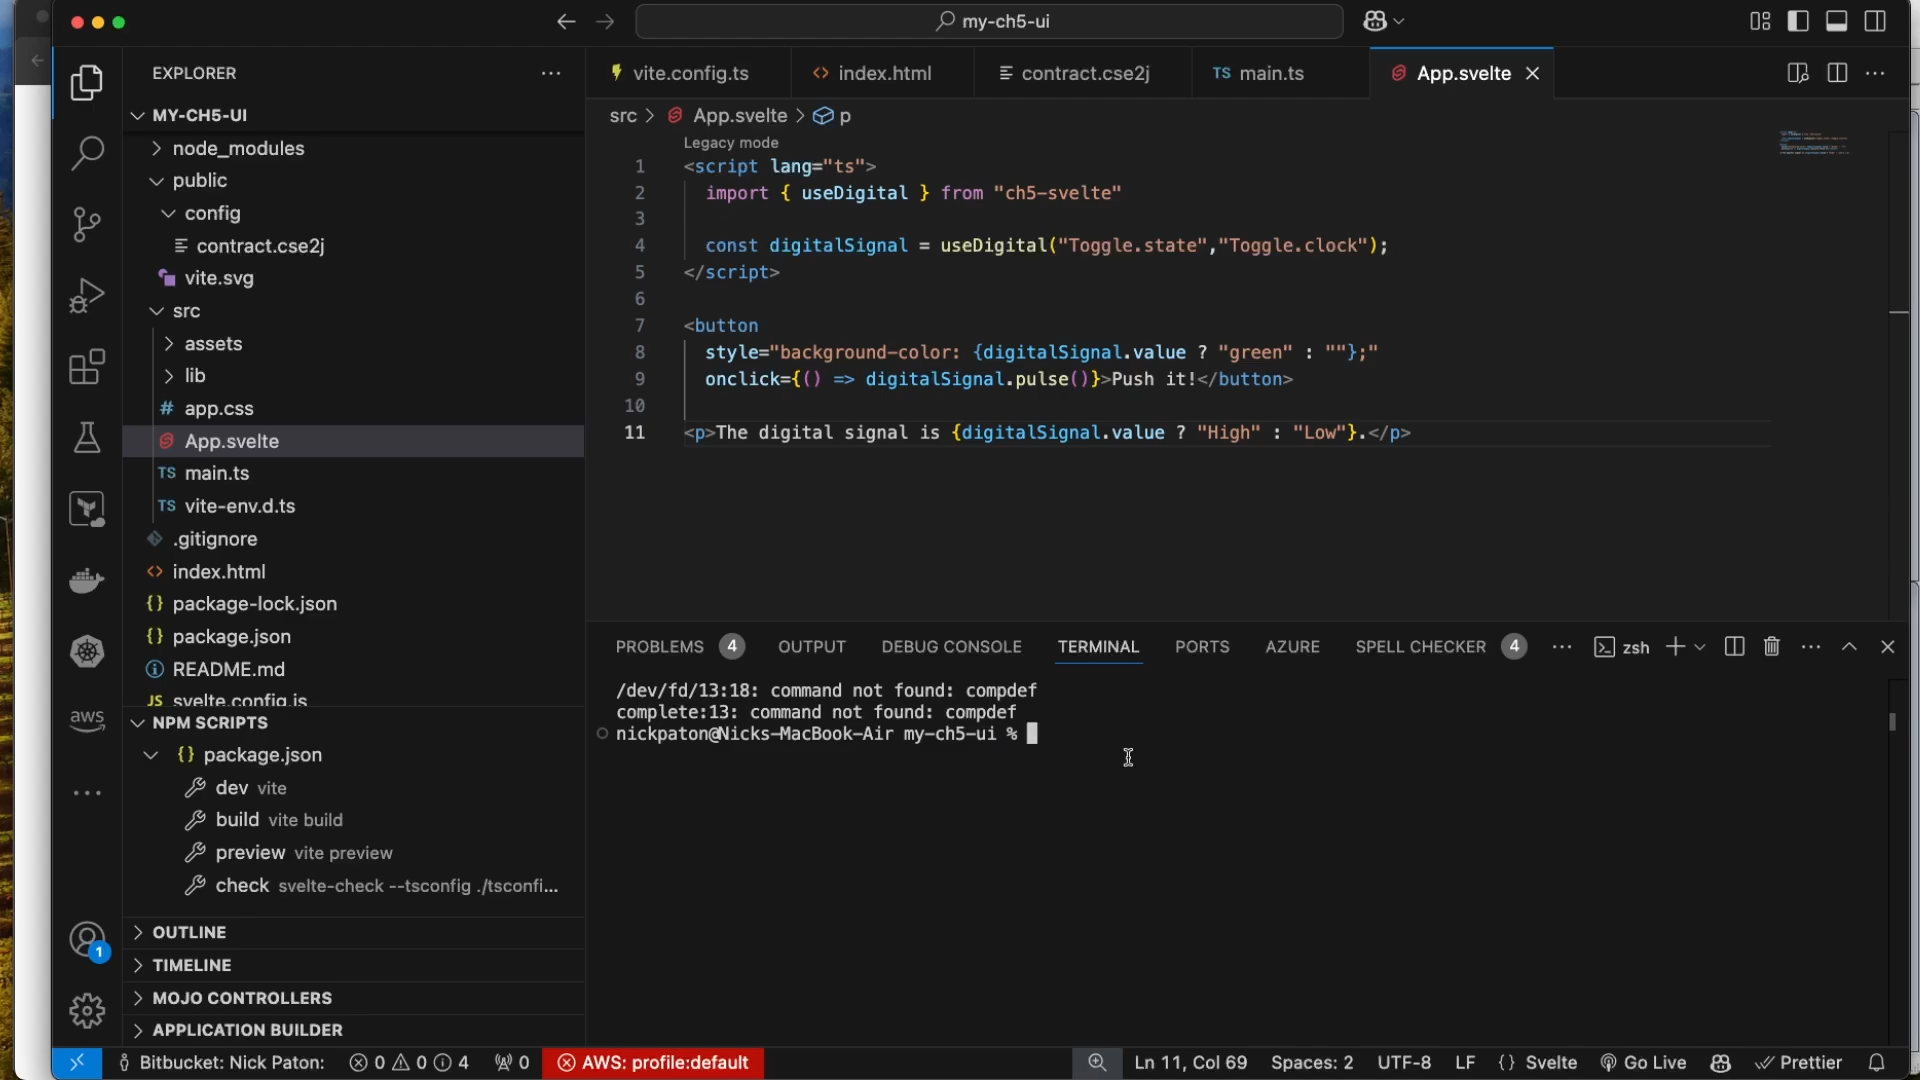 my-ch5-ui
EXPLORER
MY-CH5-UI
node_modules
public
config
contract.cse2j
vite.svg
src
assets
lib
# app.css
App.svelte
TS main.ts
TS vite-env.d.ts
.gitignore
<> index.html
{} package-lock.json
{} package.json
README.md
JS svelte.config.js
NPM SCRIPTS
{} package.json
dev vite
build vite build
preview vite preview
check svelte-check --tsconfig ./tsconfi...
OUTLINE
TIMELINE
MOJO CONTROLLERS
APPLICATION BUILDER
aws
1
vite.config.ts
<> index.html
contract.cse2j
TS main.ts
App.svelte
src > App.svelte > p
Legacy mode
1 <script lang="ts">
2 import { useDigital } from "ch5-svelte"
3
4 const digitalSignal = useDigital("Toggle.state","Toggle.clock");
5 </script>
6
7 <button
8 style="background-color: {digitalSignal.value ? "green" : ""};"
9 onclick={() => digitalSignal.pulse()}>Push it!</button>
10
11 <p>The digital signal is {digitalSignal.value ? "High" : "Low"}.</p>
PROBLEMS 4 OUTPUT DEBUG CONSOLE TERMINAL PORTS AZURE SPELL CHECKER 4 ... zsh
/dev/fd/13:18: command not found: compdef
complete:13: command not found: compdef
nickpaton@Nicks-MacBook-Air my-ch5-ui %
Bitbucket: Nick Paton: 0 0 4 0 AWS: profile:default Ln 11, Col 69 Spaces: 2 UTF-8 LF {} Svelte Go Live Prettier